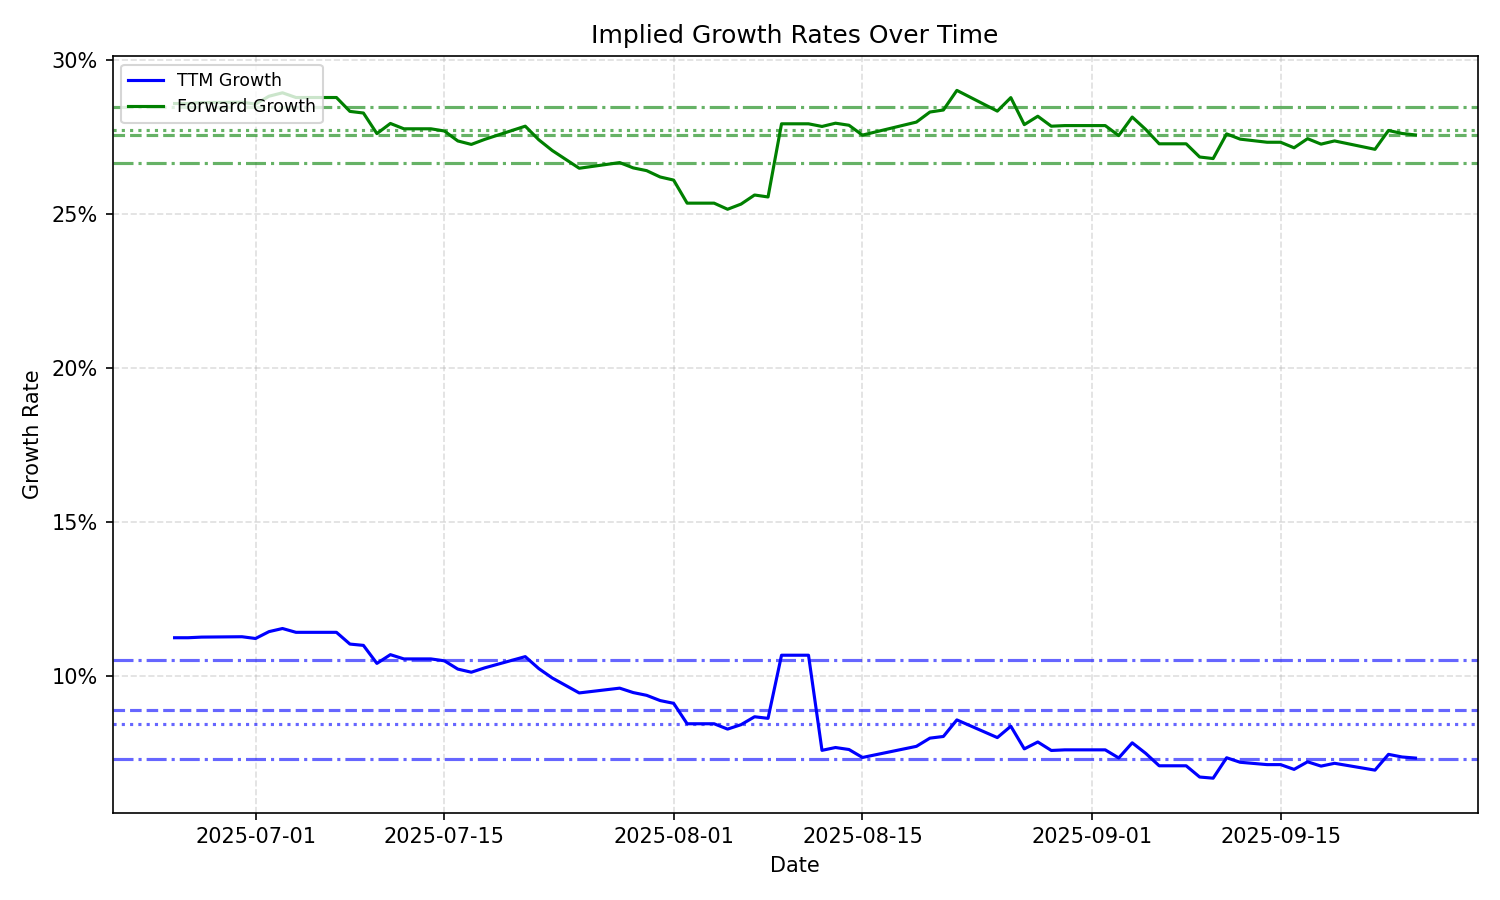 Implied Growth Rates Over Time
TTM Growth
Forward Growth
30%
25%
20%
15%
10%
Growth Rate
2025-07-01
2025-07-15
2025-08-01
2025-08-15
2025-09-01
2025-09-15
Date